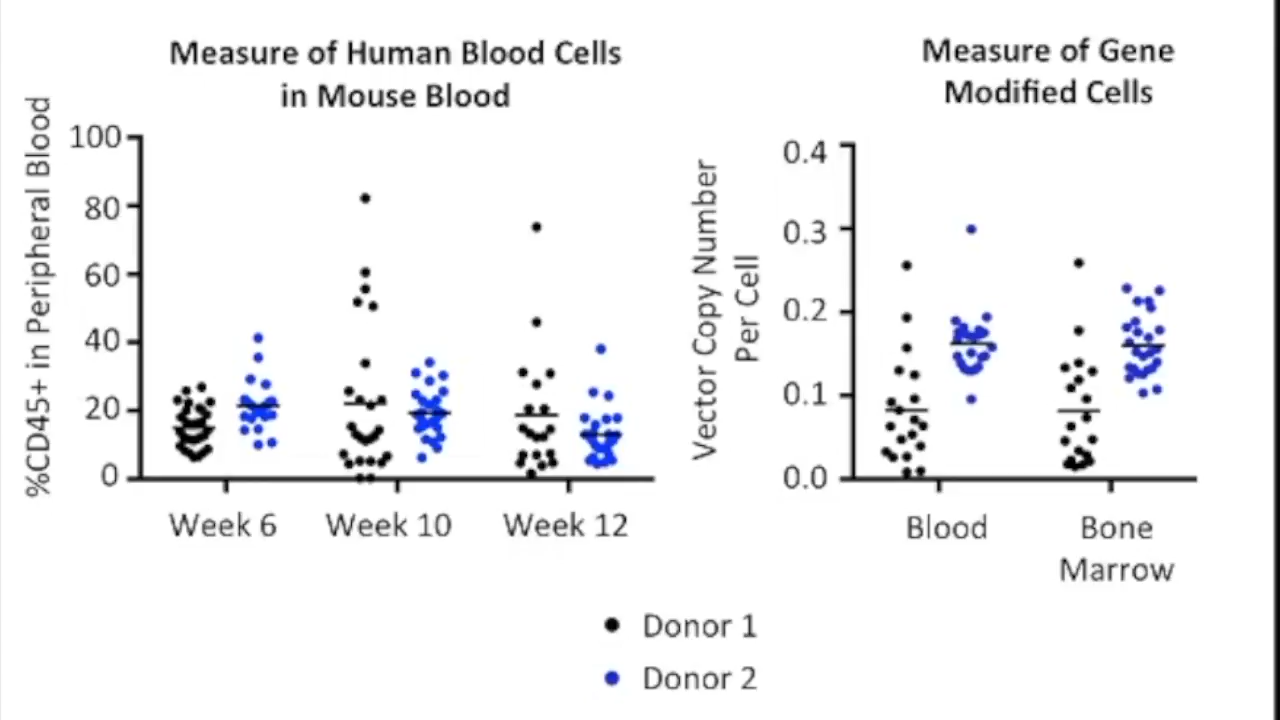 Measure of Human Blood Cells
in Mouse Blood
%CD45+ in Peripheral Blood
100
80
60
40
20
0
Week 6
Week 10
Week 12
Measure of Gene
Modified Cells
Vector Copy Number
Per Cell
0.4
0.3
0.2
0.1
0.0
Blood
Bone
Marrow
Donor 1
Donor 2